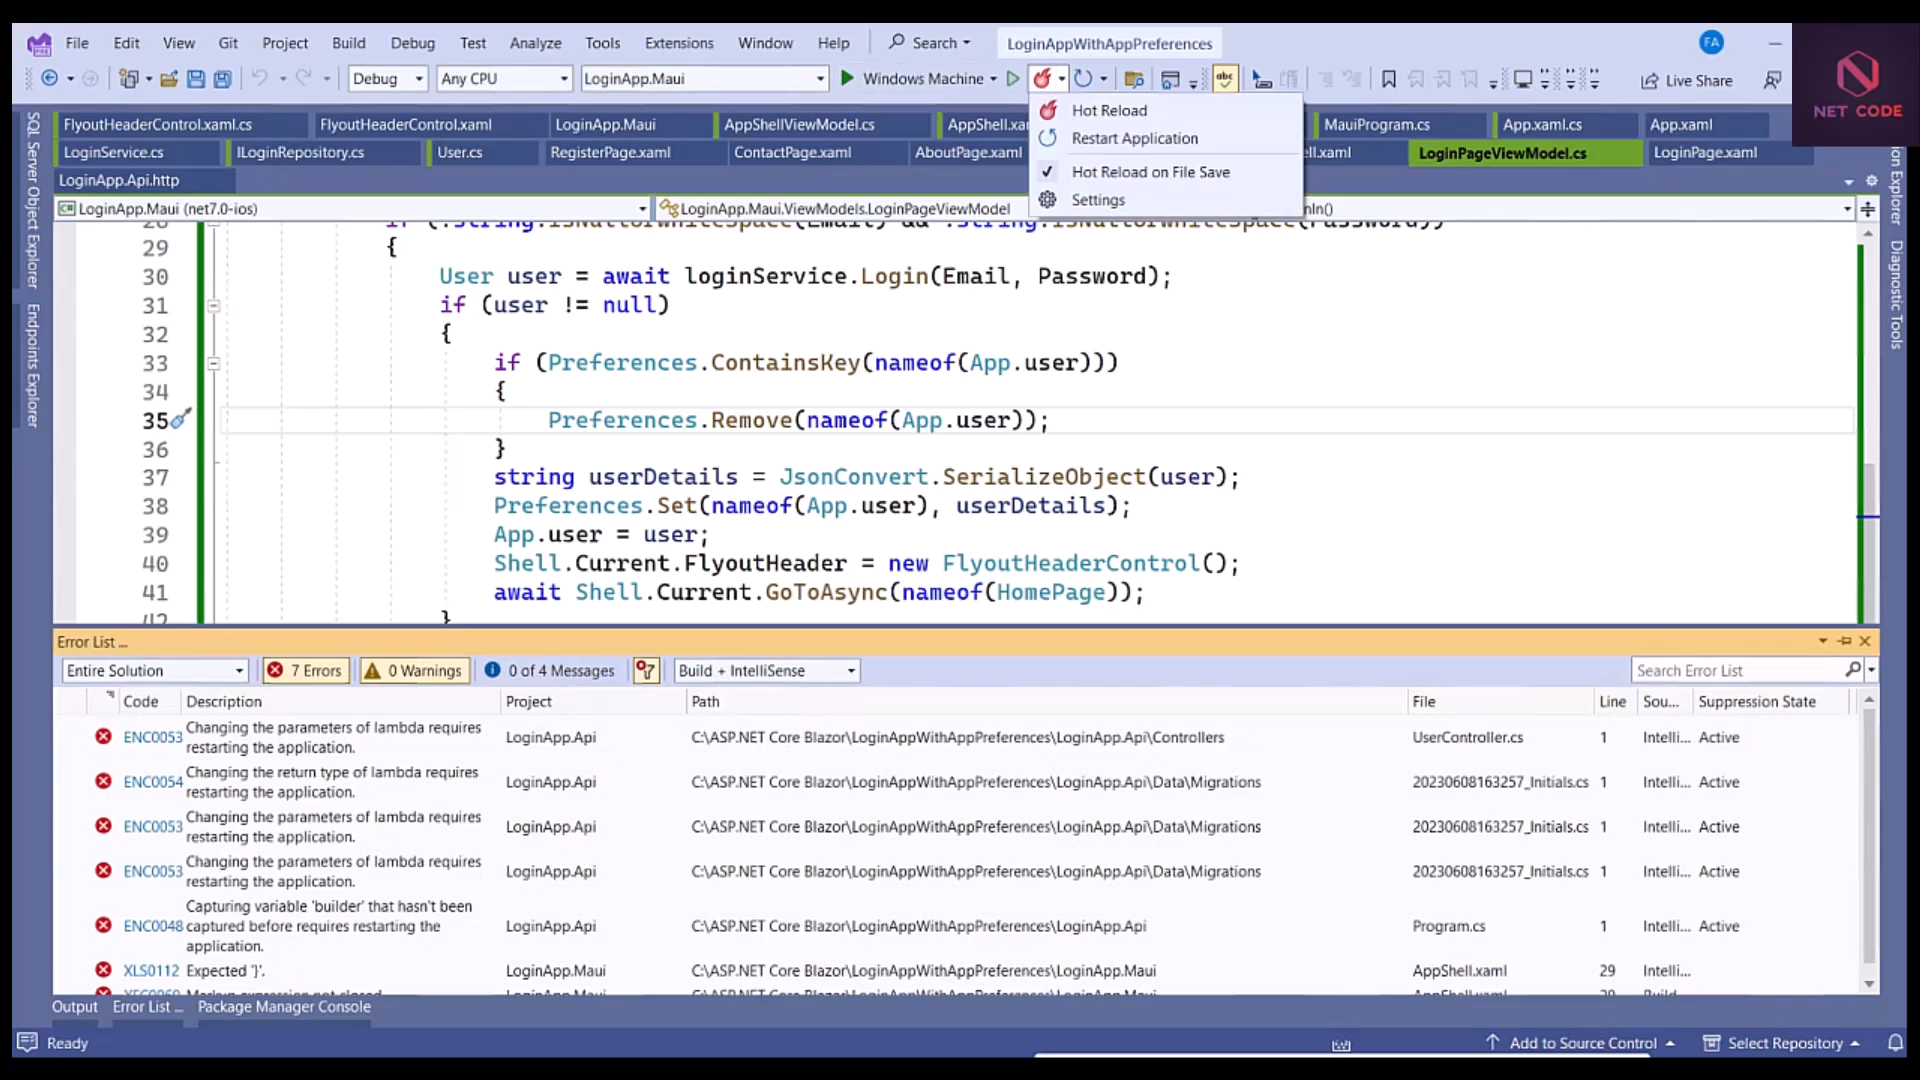 File Edit View Git Project Build Debug Test Analyze Tools Extensions Window Help Search LoginAppWithAppPreferences FA
Debug Any CPU LoginApp.Maui Windows Machine abc Live Share
NET CODE
Hot Reload
Restart Application
Hot Reload on File Save
Settings
FlyoutHeaderControl.xaml.cs FlyoutHeaderControl.xaml LoginApp.Maui AppShellViewModel.cs MauiProgram.cs App.xaml.cs App.xaml
LoginService.cs ILoginRepository.cs User.cs RegisterPage.xaml ContactPage.xaml AboutPage.xaml LoginPageViewModel.cs LoginPage.xaml
LoginApp.Api.http
LoginApp.Maui (net7.0-ios) LoginApp.Maui.ViewModels.LoginPageViewModel
SQL Server Object Explorer
Endpoints Explorer
Diagnostic Tools
29 {
30 User user = await loginService.Login(Email, Password);
31 if (user != null)
32 {
33 if (Preferences.ContainsKey(nameof(App.user)))
34 {
35 Preferences.Remove(nameof(App.user));
36 }
37 string userDetails = JsonConvert.SerializeObject(user);
38 Preferences.Set(nameof(App.user), userDetails);
39 App.user = user;
40 Shell.Current.FlyoutHeader = new FlyoutHeaderControl();
41 await Shell.Current.GoToAsync(nameof(HomePage));
42 }
Error List ...
Entire Solution 7 Errors 0 Warnings 0 of 4 Messages Build + IntelliSense Search Error List
Code Description Project Path File Line Sou... Suppression State
ENC0053 Changing the parameters of lambda requires restarting the application. LoginApp.Api C:\ASP.NET Core Blazor\LoginAppWithAppPreferences\LoginApp.Api\Controllers UserController.cs 1 Intelli... Active
ENC0054 Changing the return type of lambda requires restarting the application. LoginApp.Api C:\ASP.NET Core Blazor\LoginAppWithAppPreferences\LoginApp.Api\Data\Migrations 20230608163257_Initials.cs 1 Intelli... Active
ENC0053 Changing the parameters of lambda requires restarting the application. LoginApp.Api C:\ASP.NET Core Blazor\LoginAppWithAppPreferences\LoginApp.Api\Data\Migrations 20230608163257_Initials.cs 1 Intelli... Active
ENC0053 Changing the parameters of lambda requires restarting the application. LoginApp.Api C:\ASP.NET Core Blazor\LoginAppWithAppPreferences\LoginApp.Api\Data\Migrations 20230608163257_Initials.cs 1 Intelli... Active
ENC0048 Capturing variable 'builder' that hasn't been captured before requires restarting the application. LoginApp.Api C:\ASP.NET Core Blazor\LoginAppWithAppPreferences\LoginApp.Api Program.cs 1 Intelli... Active
XLS0112 Expected '}'. LoginApp.Maui C:\ASP.NET Core Blazor\LoginAppWithAppPreferences\LoginApp.Maui AppShell.xaml 29 Intelli...
Output Error List ... Package Manager Console
Ready Add to Source Control Select Repository